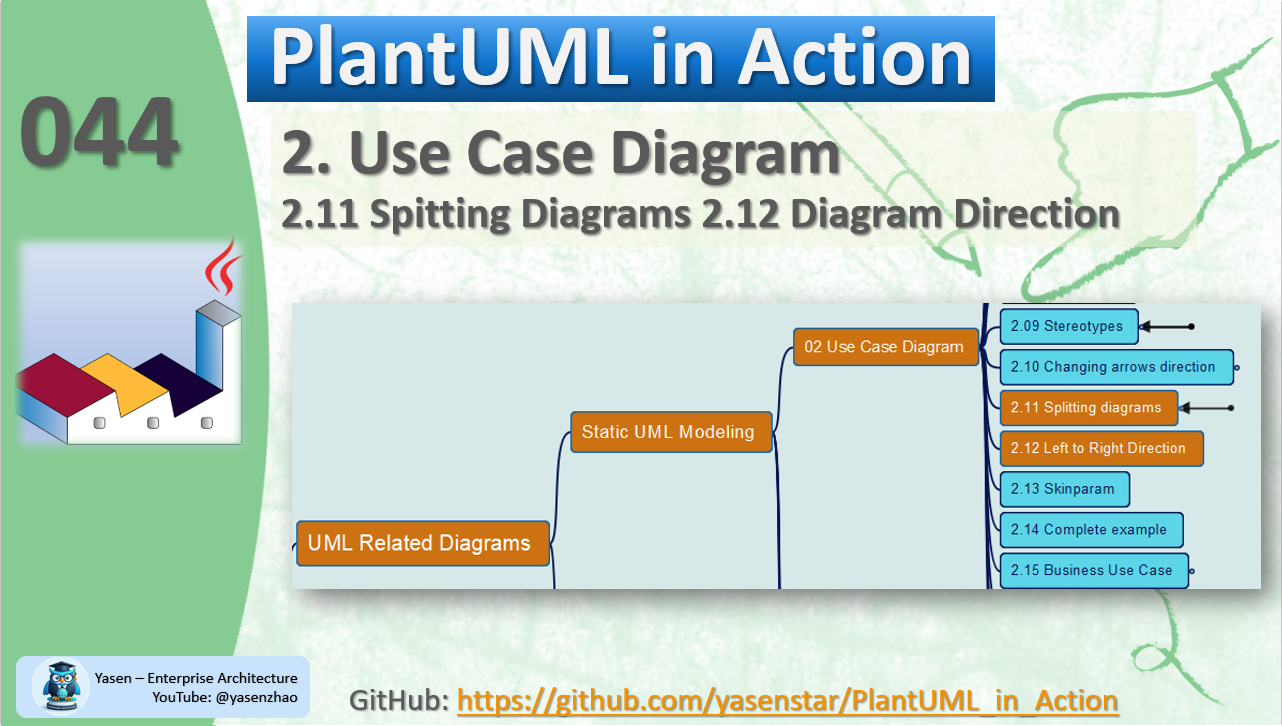 PlantUML in Action
044
2. Use Case Diagram
2.11 Spitting Diagrams 2.12 Diagram Direction
2.09 Stereotypes
02 Use Case Diagram
2.10 Changing arrows direction
2.11 Splitting diagrams
Static UML Modeling
2.12 Left to Right Direction
2.13 Skinparam
2.14 Complete example
UML Related Diagrams
2.15 Business Use Case
Yasen – Enterprise Architecture
YouTube: @yasenzhao
GitHub: https://github.com/yasenstar/PlantUML_in_Action